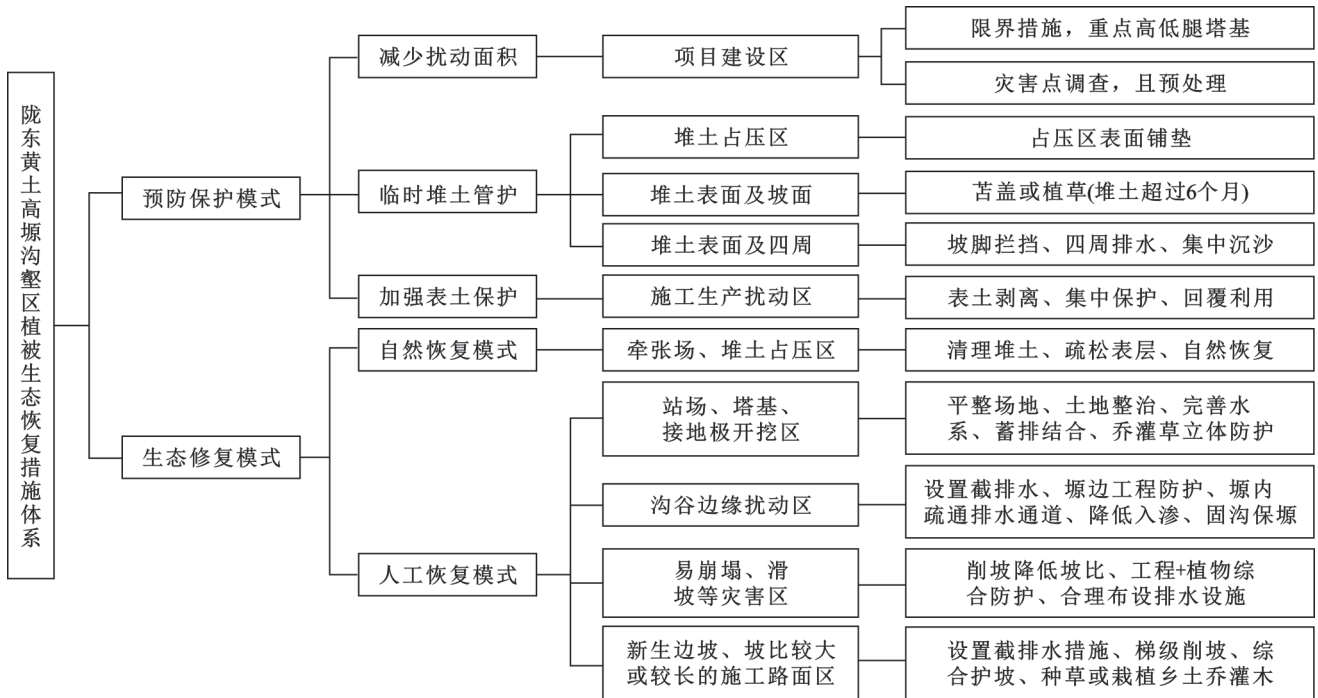 陇东黄土高塬沟壑区植被生态恢复措施体系
预防保护模式
减少扰动面积
项目建设区
限界措施，重点高低腿塔基
灾害点调查，且预处理
临时堆土管护
堆土占压区
占压区表面铺垫
堆土表面及坡面
苫盖或植草(堆土超过6个月)
堆土表面及四周
坡脚拦挡、四周排水、集中沉沙
加强表土保护
施工生产扰动区
表土剥离、集中保护、回覆利用
生态修复模式
自然恢复模式
牵张场、堆土占压区
清理堆土、疏松表层、自然恢复
人工恢复模式
站场、塔基、
接地极开挖区
平整场地、土地整治、完善水
系、蓄排结合、乔灌草立体防护
沟谷边缘扰动区
设置截排水、塬边工程防护、塬内
疏通排水通道、降低入渗、固沟保塬
易崩塌、滑
坡等灾害区
削坡降低坡比、工程+植物综
合防护、合理布设排水设施
新生边坡、坡比较大
或较长的施工路面区
设置截排水措施、梯级削坡、综
合护坡、种草或栽植乡土乔灌木